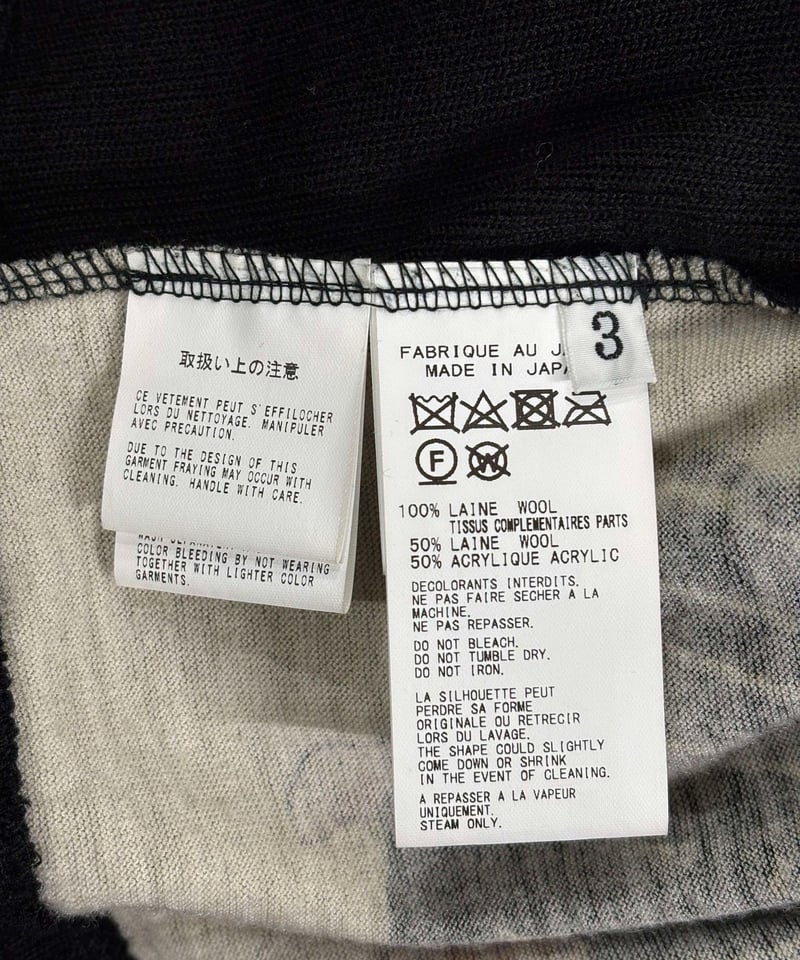 取扱い上の注意
CE VETEMENT PEUT S'EFFILOCHER
LORS DU NETTOYAGE. MANIPULER
AVEC PRECAUTION.
DUE TO THE DESIGN OF THIS
GARMENT FRAYING MAY OCCUR WITH
CLEANING. HANDLE WITH CARE.
COLOR BLEEDING BY NOT WEARING
TOGETHER WITH LIGHTER COLOR
GARMENTS.
3
FABRIQUE AU
MADE IN
F
W
100% LAINE WOOL
TISSUS COMPLEMENTAIRES PARTS
50% LAINE WOOL
50% ACRYLIQUE ACRYLIC
DECOLORANTS INTERDITS.
NE PAS FAIRE SECHER A LA
MACHINE.
NE PAS REPASSER.
DO NOT BLEACH.
DO NOT TUMBLE DRY.
DO NOT IRON.
LA SILHOUETTE PEUT
PERDRE SA FORME
ORIGINALE OU RETRECIR
LORS DU LAVAGE.
THE SHAPE COULD SLIGHTLY
COME DOWN OR SHRINK
IN THE EVENT OF CLEANING.
A REPASSER A LA VAPEUR
UNIQUEMENT.
STEAM ONLY.